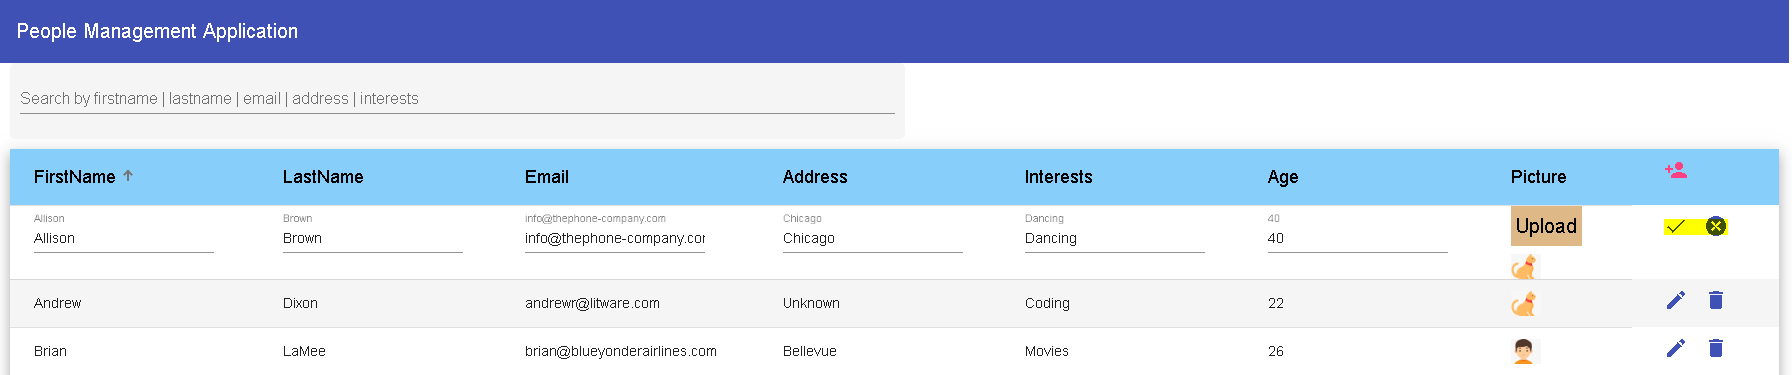 People Management Application
Search by firstname | lastname | email | address | interests
FirstName LastName Email Address Interests Age Picture
Allison Brown info@thephone-company.com Chicago Dancing 40
Allison Brown info@thephone-company.cor Chicago Dancing 40 Upload
Andrew Dixon andrewr@litware.com Unknown Coding 22
Brian LaMee brian@blueyonderairlines.com Bellevue Movies 26